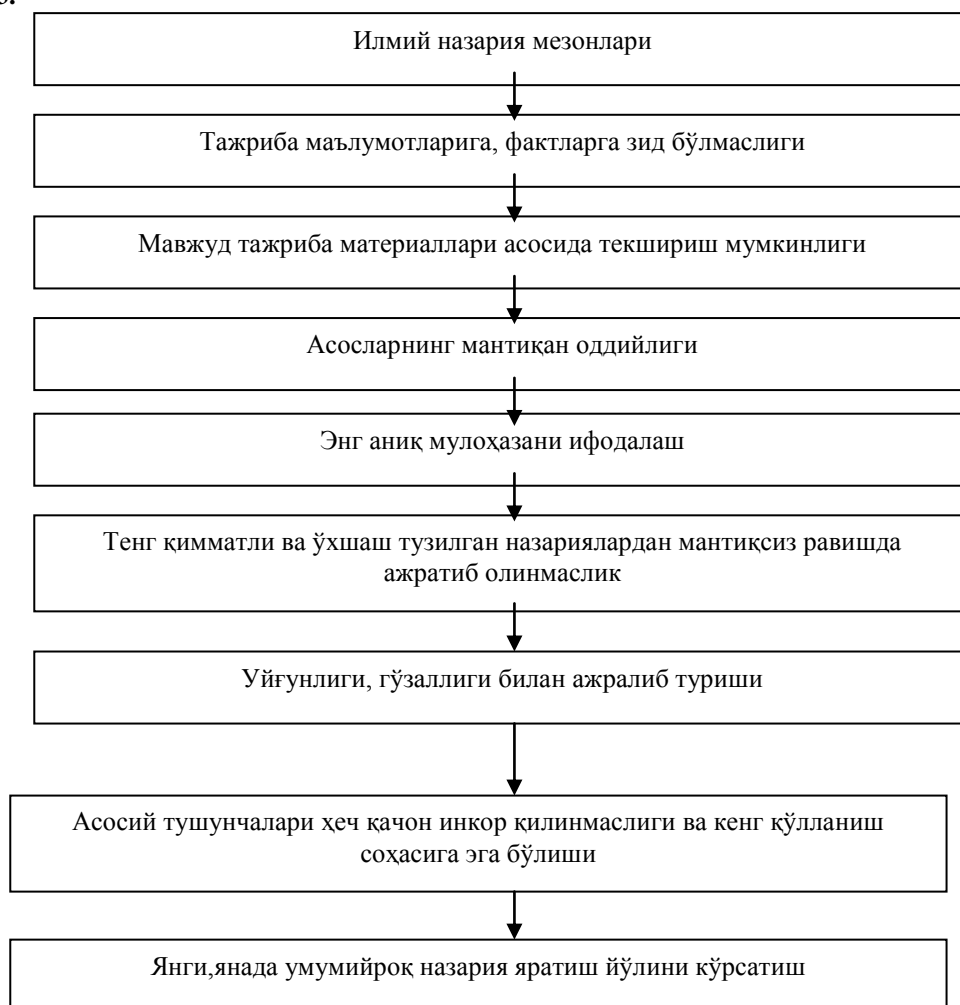 Илмий назария мезонлари
Тажриба маълумотларига, фактларга зид бўлмаслиги
Мавжуд тажриба материаллари асосида текшириш мумкинлиги
Асосларнинг мантиқан оддийлиги
Энг аниқ мулоҳазани ифодалаш
Тенг қимматли ва ўхшаш тузилган назариялардан мантиқсиз равишда
ажратиб олинмаслик
Уйғунлиги, гўзаллиги билан ажралиб туриши
Асосий тушунчалари ҳеч қачон инкор қилинмаслиги ва кенг қўлланиш
соҳасига эга бўлиши
Янги,янада умумийроқ назария яратиш йўлини кўрсатиш